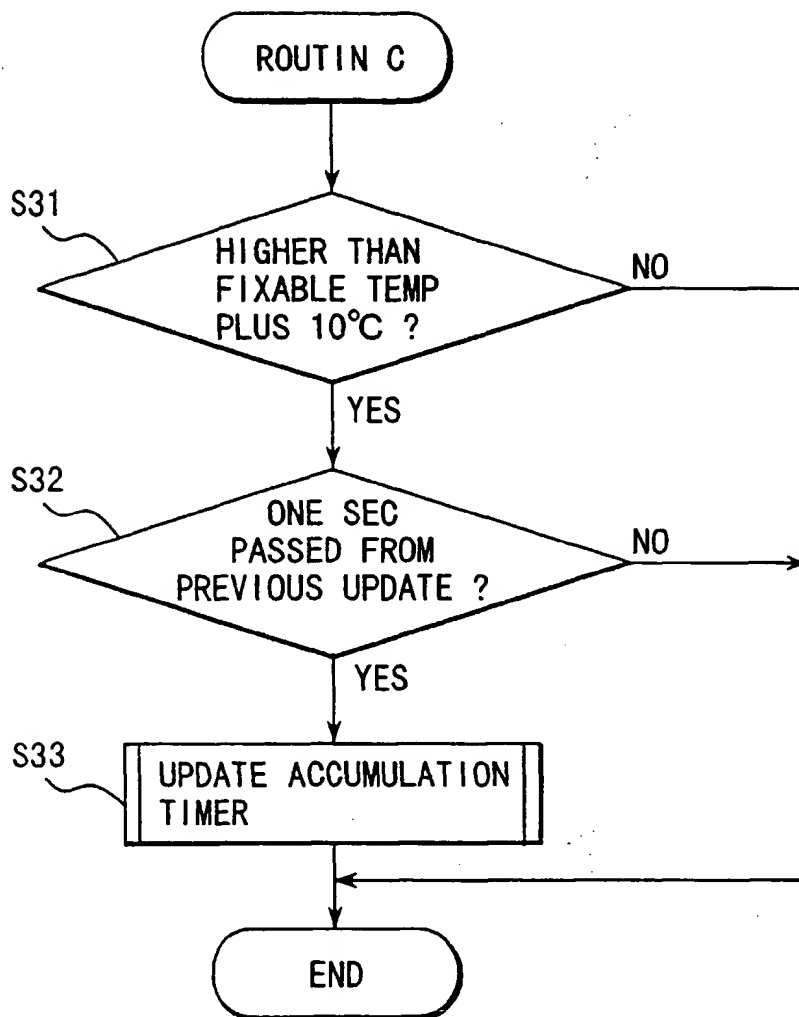 ROUTIN C
S31
HIGHER THAN
FIXABLE TEMP
PLUS 10°C ?
NO
YES
S32
ONE SEC
PASSED FROM
PREVIOUS UPDATE ?
NO
YES
S33
UPDATE ACCUMULATION
TIMER
END